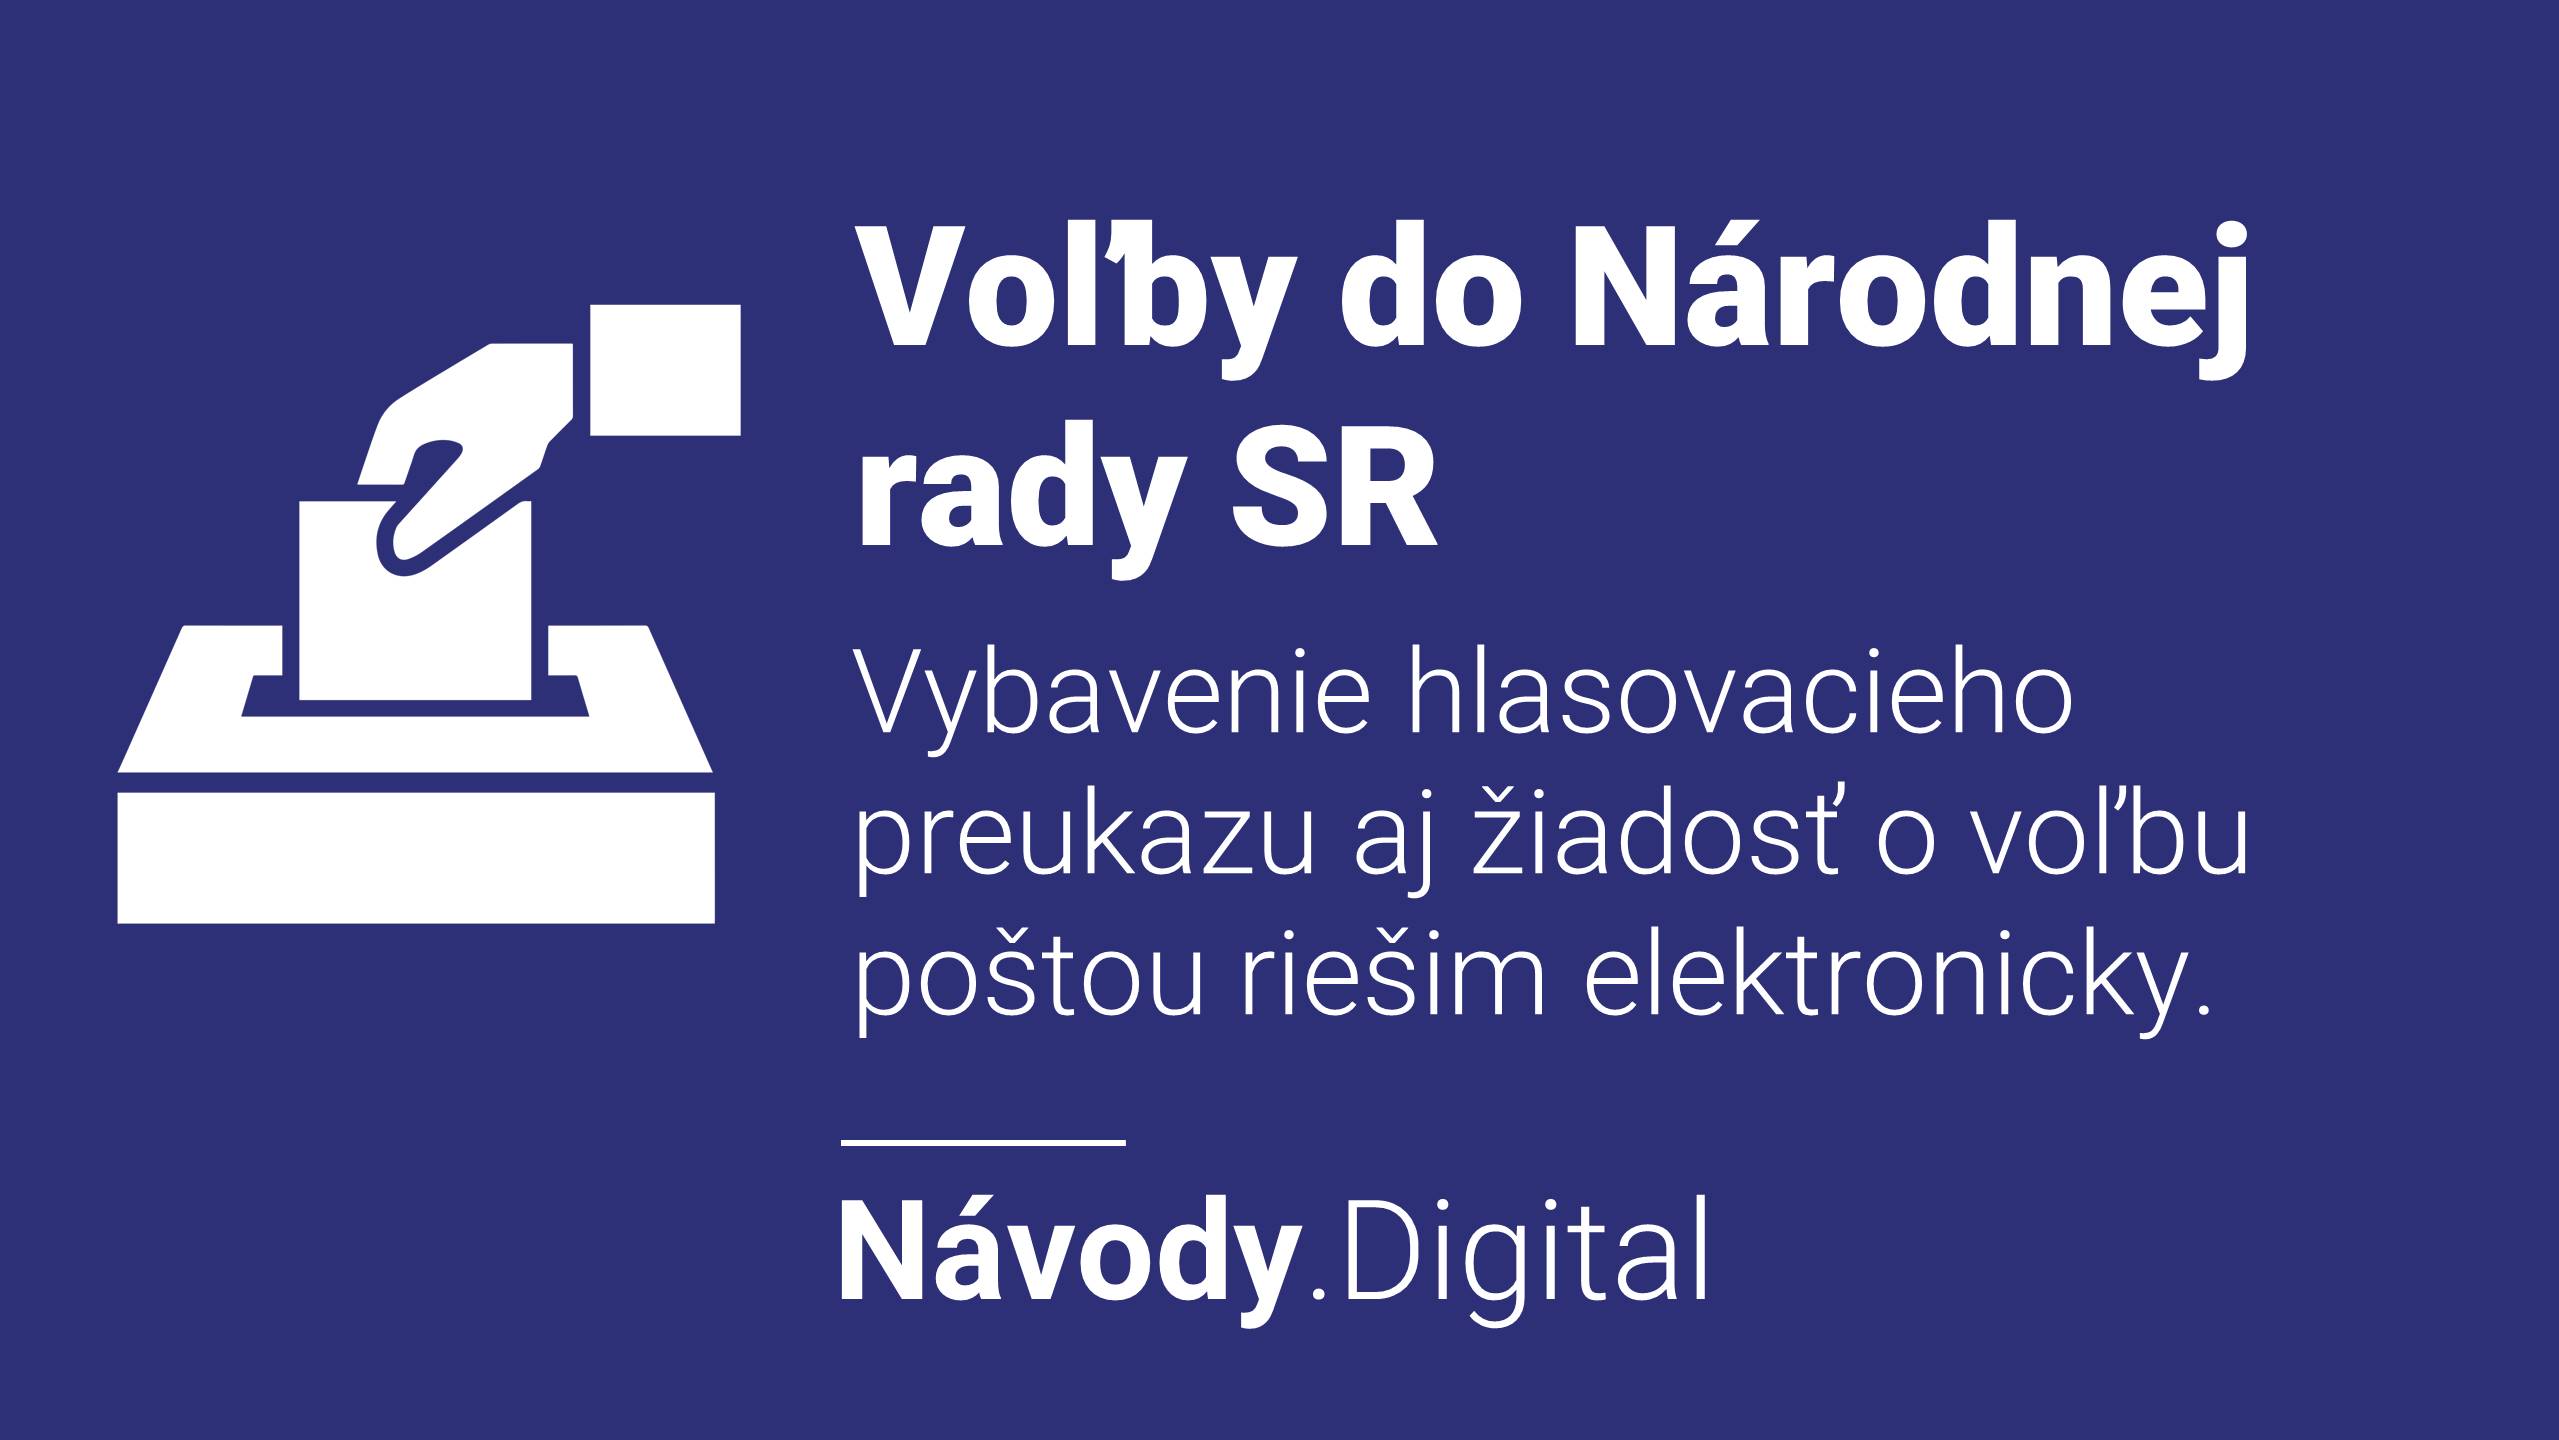 Voľby do Národnej
rady SR
Vybavenie hlasovacieho
preukazu aj žiadosť o voľbu
poštou riešim elektronicky.
Návody.Digital